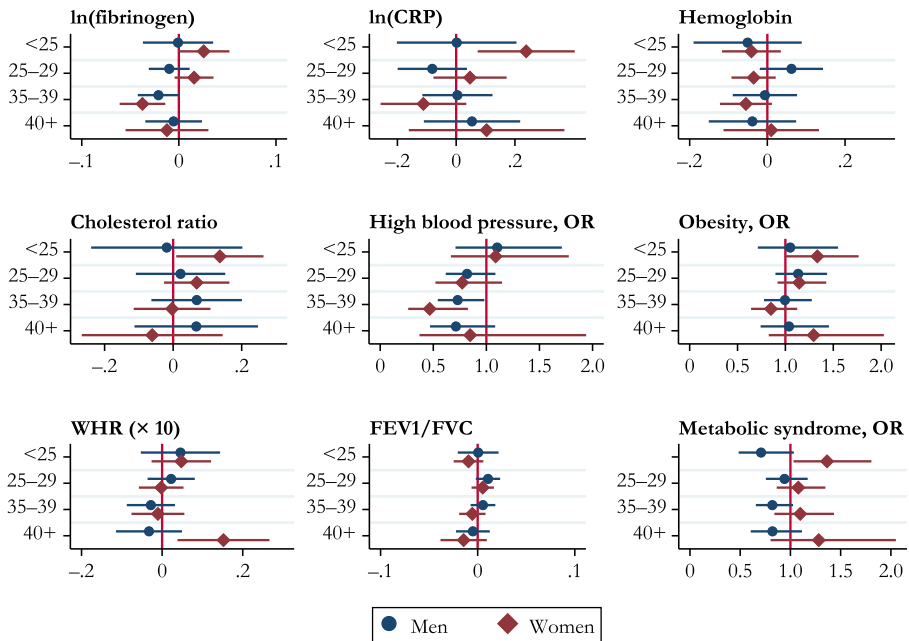 ln(fibrinogen)
<25
25–29
35–39
40+
–.1 0 .1
ln(CRP)
<25
25–29
35–39
40+
–.2 0 .2
Hemoglobin
<25
25–29
35–39
40+
–.2 0 .2
Cholesterol ratio
<25
25–29
35–39
40+
–.2 0 .2
High blood pressure, OR
<25
25–29
35–39
40+
0 0.5 1.0 1.5 2.0
Obesity, OR
<25
25–29
35–39
40+
0 0.5 1.0 1.5 2.0
WHR (× 10)
<25
25–29
35–39
40+
–.2 0 .2
FEV1/FVC
<25
25–29
35–39
40+
–.1 0 .1
Metabolic syndrome, OR
<25
25–29
35–39
40+
0 0.5 1.0 1.5 2.0
Men Women